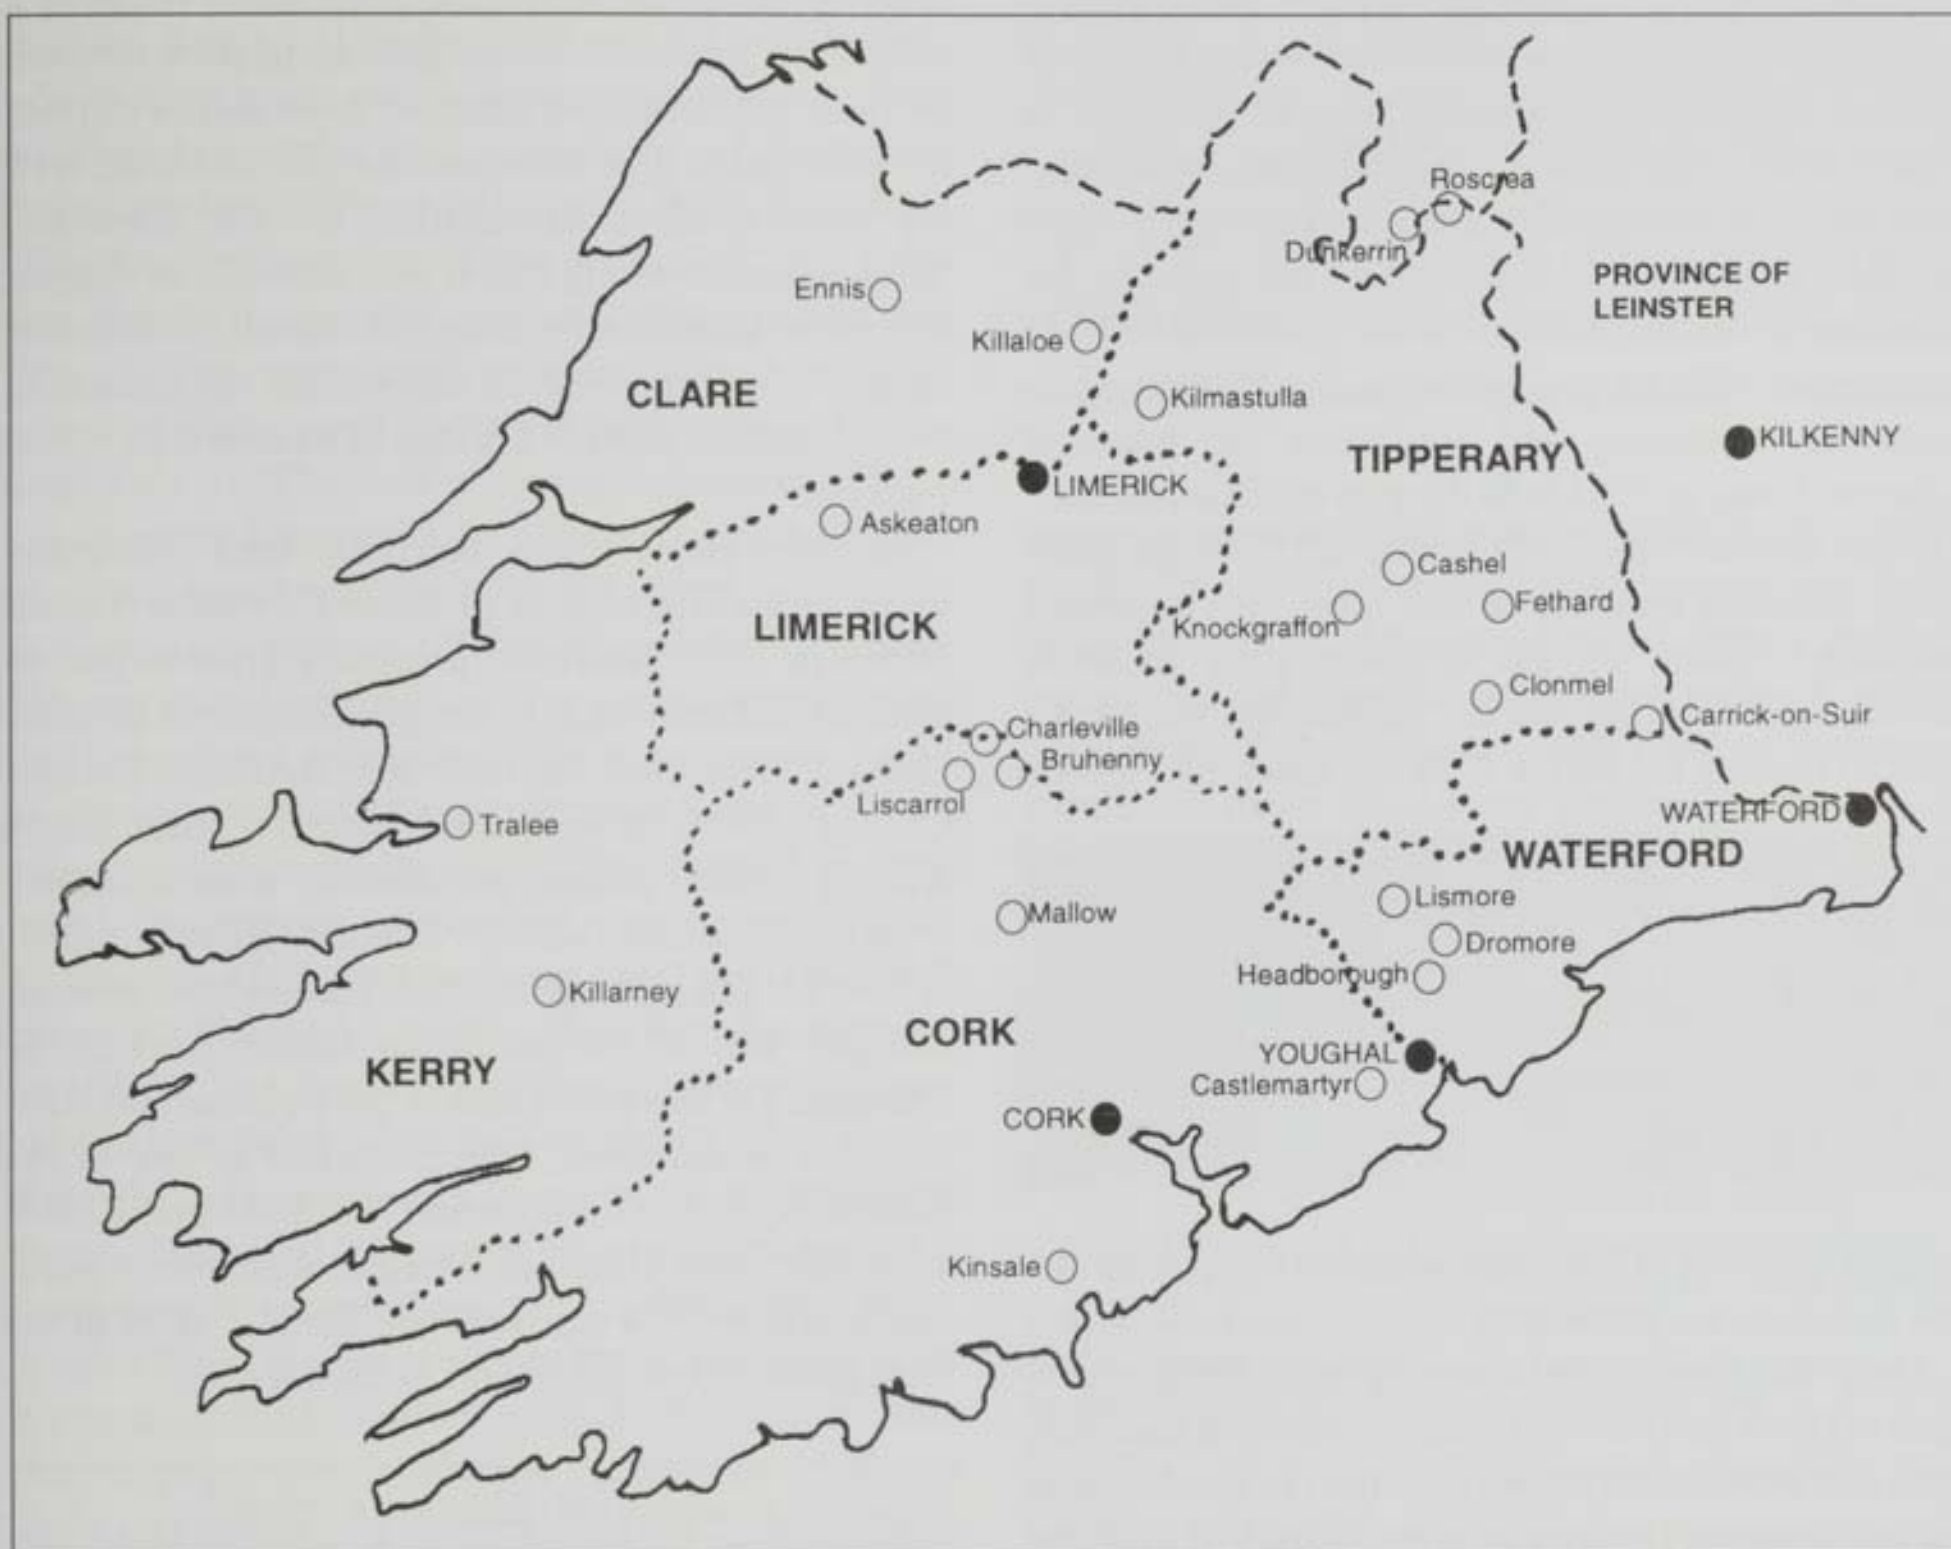 Roscrea
Dunkerrin
PROVINCE OF
LEINSTER
Ennis
Killaloe
CLARE
Kilmastulla
KILKENNY
TIPPERARY
LIMERICK
Askeaton
Cashel
Fethard
LIMERICK
Knockgraffon
Clonmel
Carrick-on-Suir
Charleville
Bruhenny
Liscarrol
WATERFORD
Tralee
WATERFORD
Lismore
Mallow
Dromore
Headborough
Killarney
CORK
YOUGHAL
KERRY
Castlemartyr
CORK
Kinsale